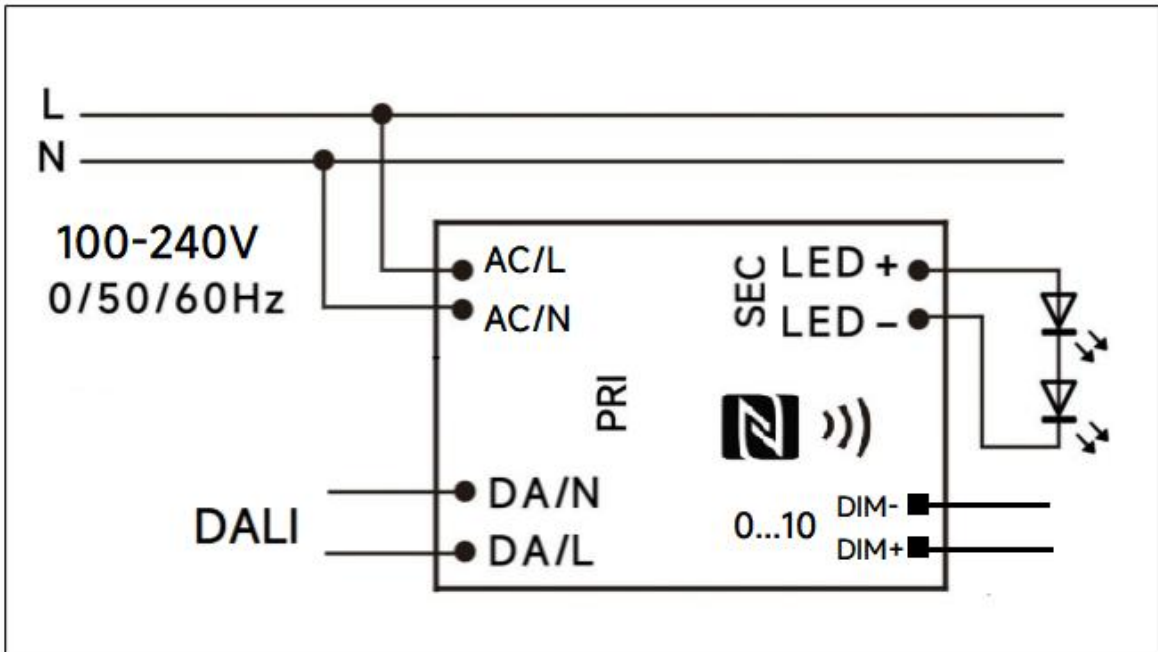 L
N
100-240V
0/50/60Hz
AC/L
AC/N
SEC
LED +
LED -
PRI
DALI
DA/N
DA/L
0...10
DIM-
DIM+